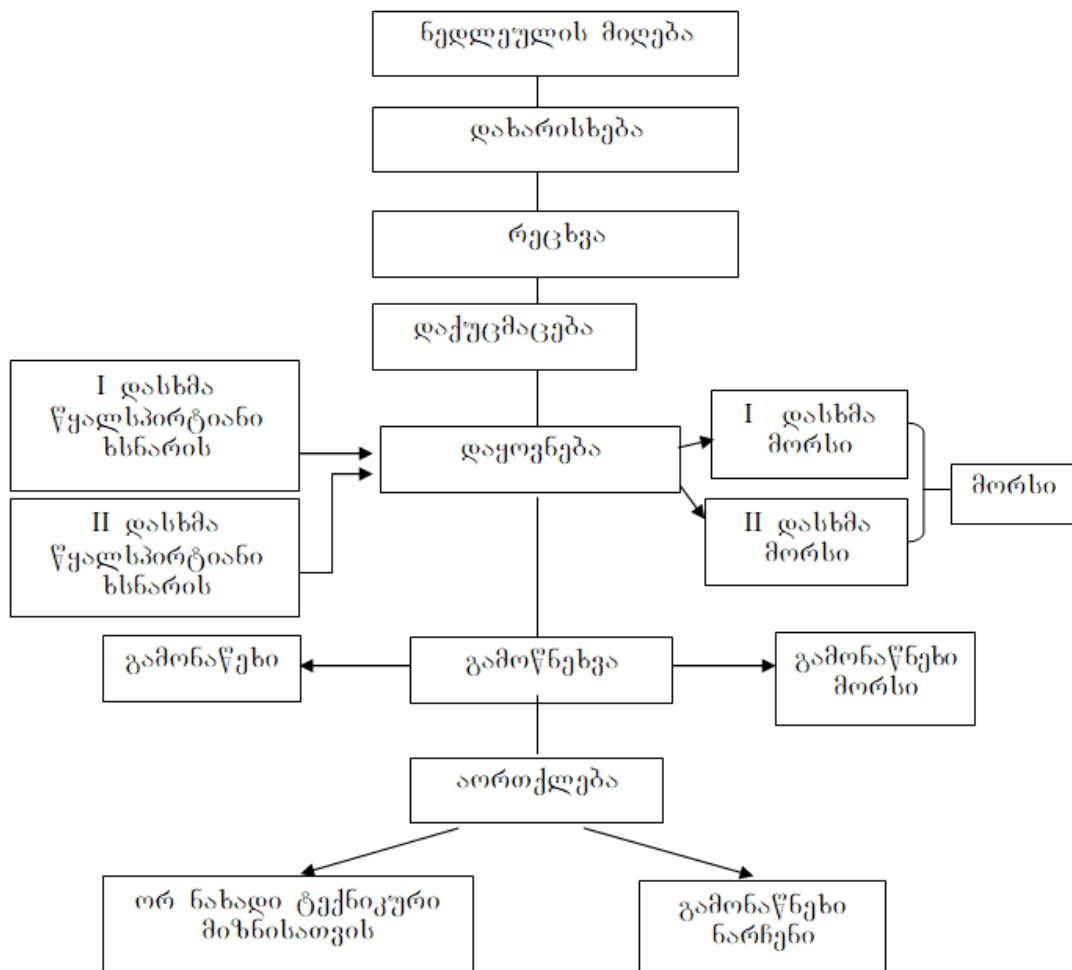 ნედლეულის მიღება
დახარისხება
რეცხვა
დაქუცმაცება
I დასხმა
წყალსპირტიანი
ხსნარის
დაყოვნება
I დასხმა
მორსი
მორსი
II დასხმა
წყალსპირტიანი
ხსნარის
II დასხმა
მორსი
გამონაწეხი
გამოწნეხვა
გამონაწნეხი
მორსი
აორთქლება
ორ ნახადი ტექნიკური
მიზნისათვის
გამონაწნეხი
ნარჩენი